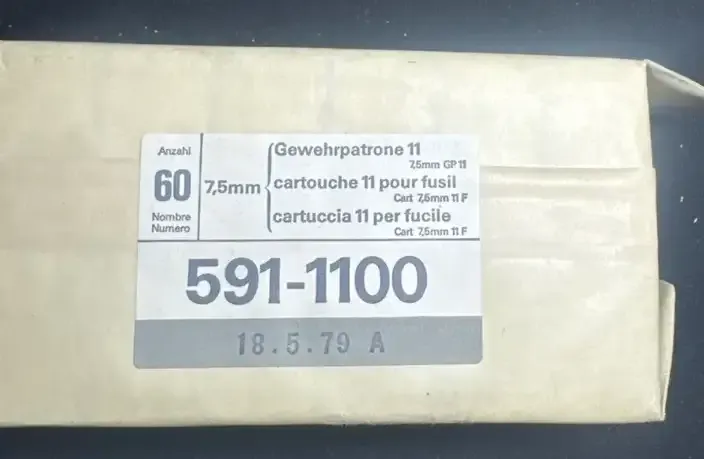 Anzahl
60
Nombre
Numero
7,5mm
Gewehrpatrone 11
7,5mm GP 11
cartouche 11 pour fusil
Cart 7,5mm 11 F
cartuccia 11 per fucile
Cart 7,5mm 11 F
591-1100
18.5.79 A